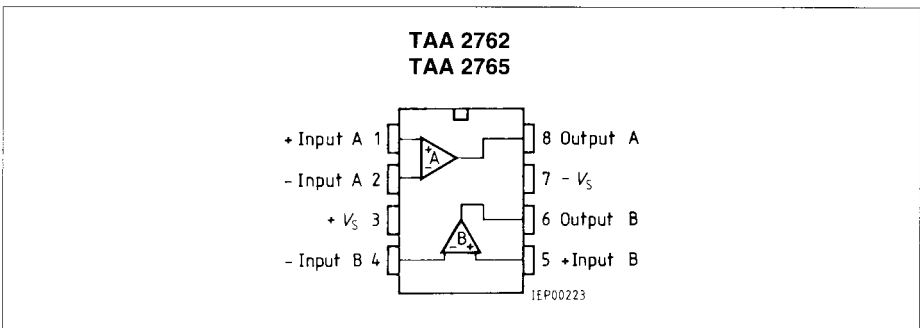 TAA 2762
TAA 2765
+ Input A 1
8 Output A
- Input A 2
7 - Vs
+ Vs 3
6 Output B
- Input B 4
5 +Input B
+
-
A
B
- +
IEP00223